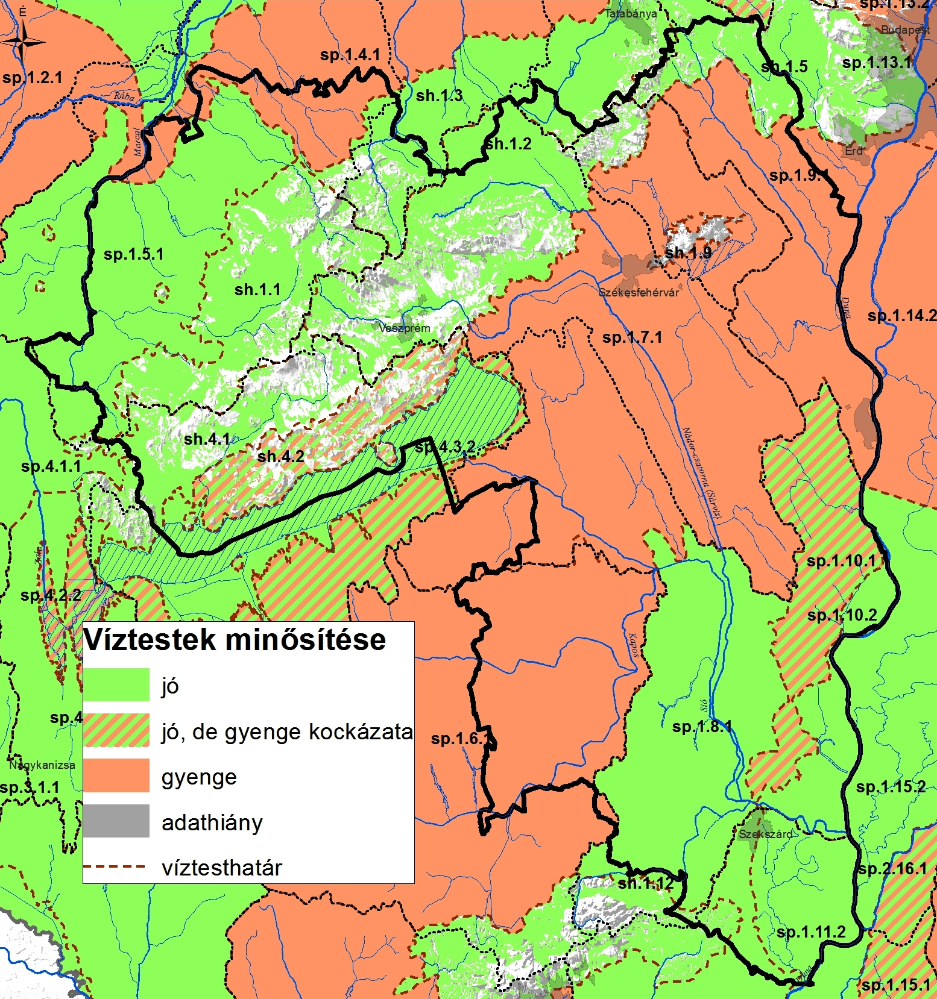 sp.1.13.2
É
Tatabánya
Budapest
sp.1.4.1
sh.1.5
sp.1.13.1
sp.1.2.1
Rába
sh.1.3
Marcal
sh.1.2
Érd
sp.1.9.1
sp.1.5.1
sh.1.9
sh.1.1
Székesfehérvár
Duna
sp.1.14.2
Veszprém
sp.1.7.1
sh.4.1
sh.4.2
sp.4.3.2
Nádor-csatorna (Sárvíz)
sp.4.1.1
Zala
sp.1.10.1
sp.4.2.2
sp.1.10.2
Víztestek minősítése
Kapos
jó
Sió
sp.4
jó, de gyenge kockázata
sp.1.6.1
sp.1.8.1
Nagykanizsa
gyenge
sp.3.1.1
sp.1.15.2
adathiány
Szekszárd
víztesthatár
sp.2.16.1
sh.1.12
sp.1.11.2
Duna
sp.1.15.1